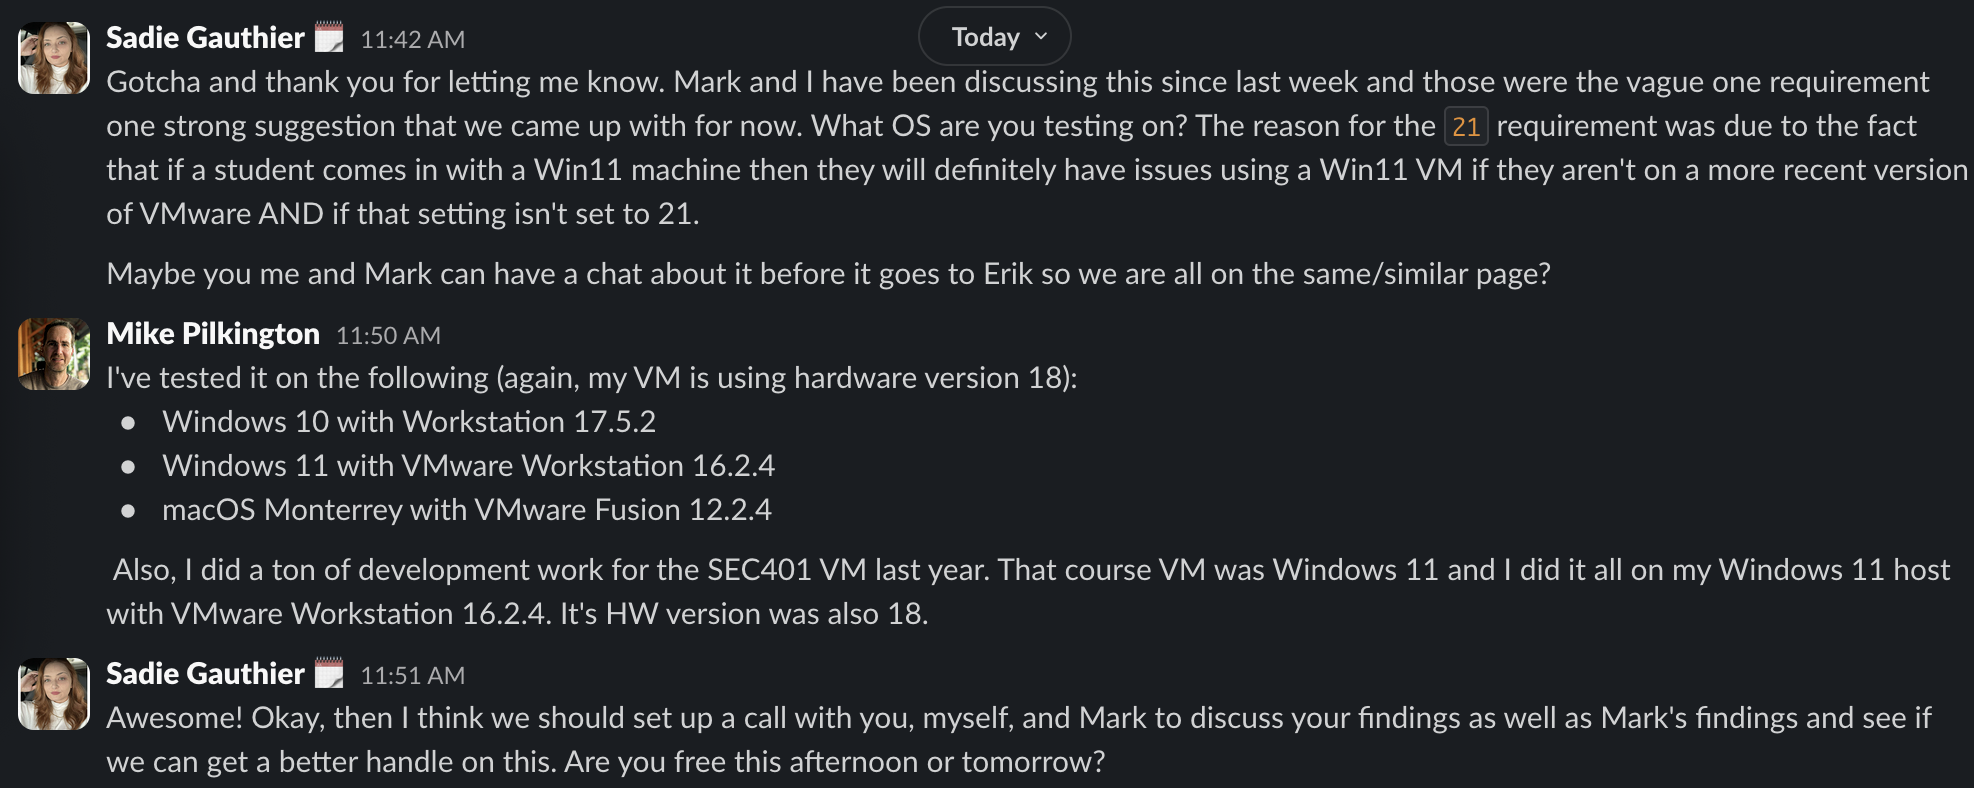 Today
Sadie Gauthier 11:42 AM
Gotcha and thank you for letting me know. Mark and I have been discussing this since last week and those were the vague one requirement
one strong suggestion that we came up with for now. What OS are you testing on? The reason for the 21 requirement was due to the fact
that if a student comes in with a Win11 machine then they will definitely have issues using a Win11 VM if they aren't on a more recent version
of VMware AND if that setting isn't set to 21.
Maybe you me and Mark can have a chat about it before it goes to Erik so we are all on the same/similar page?
Mike Pilkington 11:50 AM
I've tested it on the following (again, my VM is using hardware version 18):
● Windows 10 with Workstation 17.5.2
● Windows 11 with VMware Workstation 16.2.4
● macOS Monterrey with VMware Fusion 12.2.4
Also, I did a ton of development work for the SEC401 VM last year. That course VM was Windows 11 and I did it all on my Windows 11 host
with VMware Workstation 16.2.4. It's HW version was also 18.
Sadie Gauthier 11:51 AM
Awesome! Okay, then I think we should set up a call with you, myself, and Mark to discuss your findings as well as Mark's findings and see if
we can get a better handle on this. Are you free this afternoon or tomorrow?